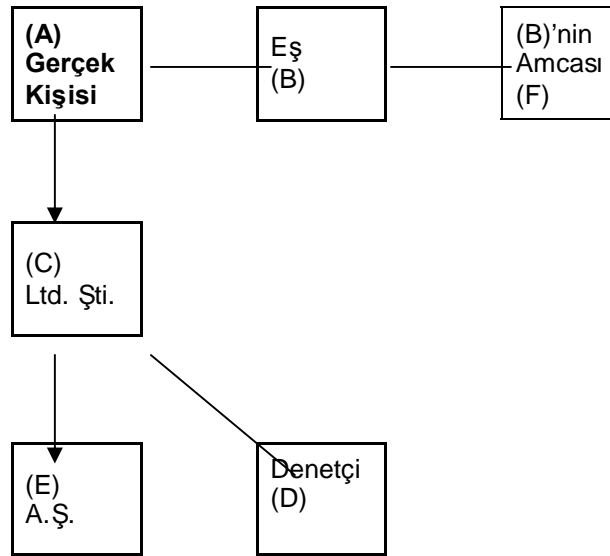 (A)
Gerçek
Kişisi
Eş
(B)
(B)'nin
Amcası
(F)
(C)
Ltd. Şti.
(E)
A.Ş.
Denetçi
(D)